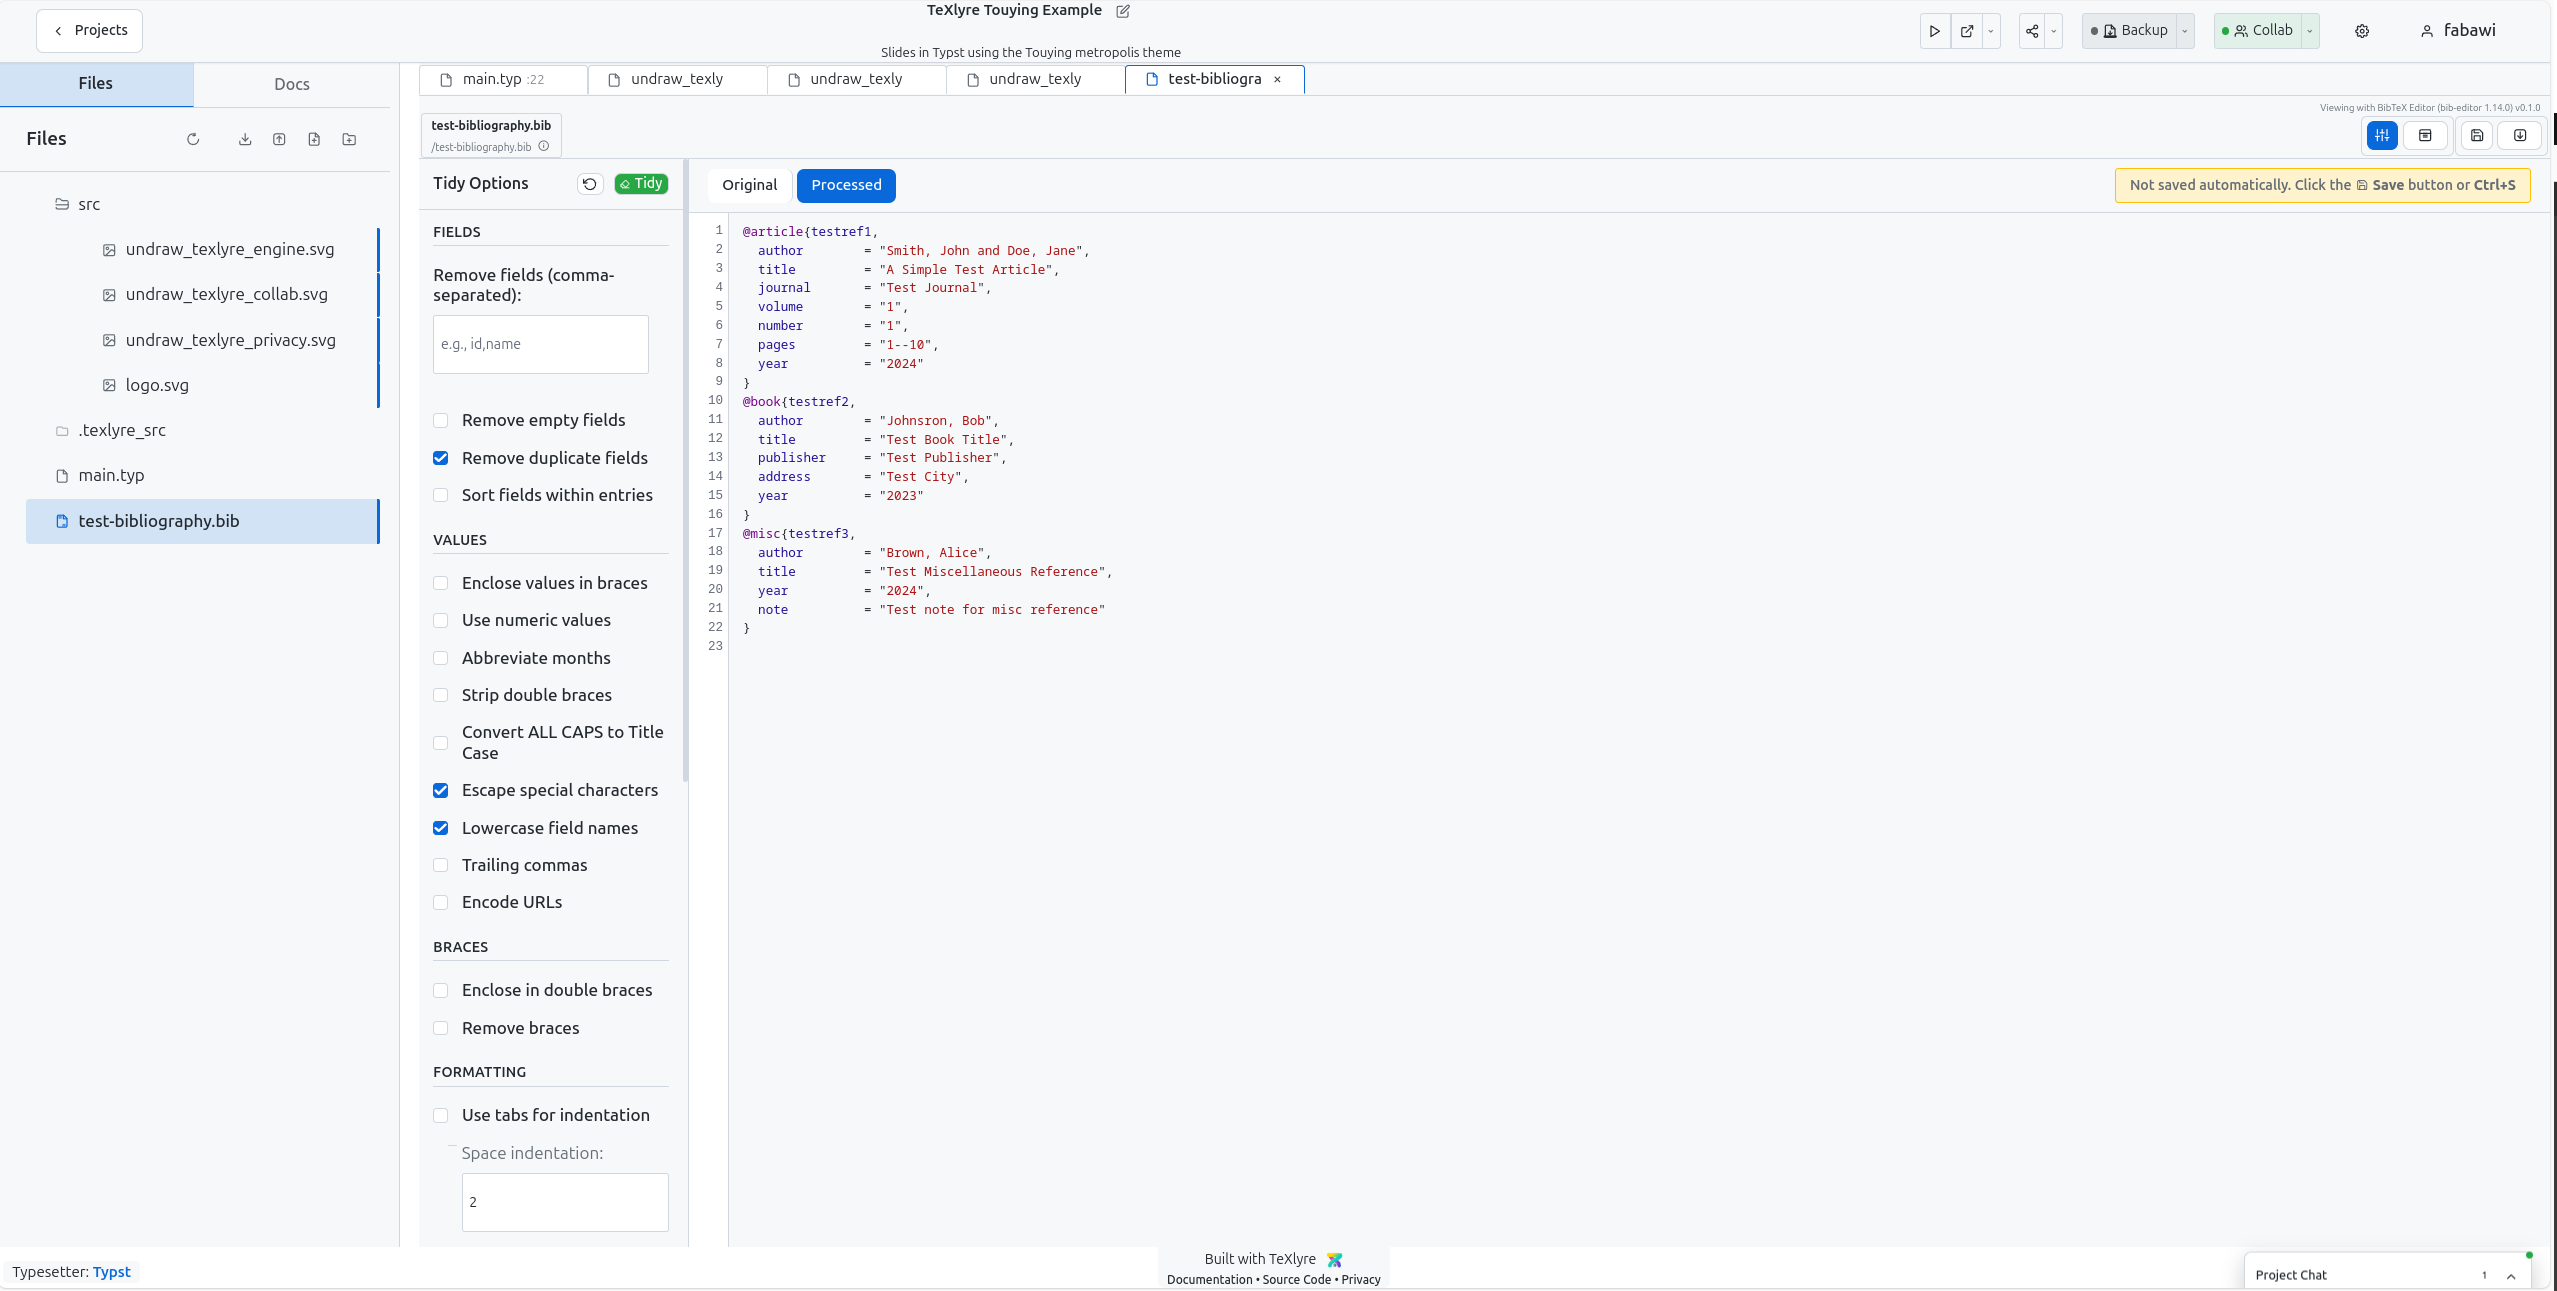 Projects
TeXlyre Touying Example
Slides in Typst using the Touying metropolis theme
Backup
Collab
fabawi
Files
Docs
main.typ :22
undraw_texly
undraw_texly
undraw_texly
test-bibliogra ×
Viewing with BibTeX Editor (bib-editor 1.14.0) v0.1.0
Files
src
undraw_texlyre_engine.svg
undraw_texlyre_collab.svg
undraw_texlyre_privacy.svg
logo.svg
.texlyre_src
main.typ
test-bibliography.bib
test-bibliography.bib
/test-bibliography.bib
Tidy Options
Tidy
FIELDS
Remove fields (comma-
separated):
e.g., id,name
Remove empty fields
Remove duplicate fields
Sort fields within entries
VALUES
Enclose values in braces
Use numeric values
Abbreviate months
Strip double braces
Convert ALL CAPS to Title
Case
Escape special characters
Lowercase field names
Trailing commas
Encode URLs
BRACES
Enclose in double braces
Remove braces
FORMATTING
Use tabs for indentation
Space indentation:
2
Original
Processed
Not saved automatically. Click the Save button or Ctrl+S
1 @article{testref1,
2 author = "Smith, John and Doe, Jane",
3 title = "A Simple Test Article",
4 journal = "Test Journal",
5 volume = "1",
6 number = "1",
7 pages = "1--10",
8 year = "2024"
9 }
10 @book{testref2,
11 author = "Johnsron, Bob",
12 title = "Test Book Title",
13 publisher = "Test Publisher",
14 address = "Test City",
15 year = "2023"
16 }
17 @misc{testref3,
18 author = "Brown, Alice",
19 title = "Test Miscellaneous Reference",
20 year = "2024",
21 note = "Test note for misc reference"
22 }
23
Typesetter: Typst
Built with TeXlyre
Documentation • Source Code • Privacy
Project Chat
1